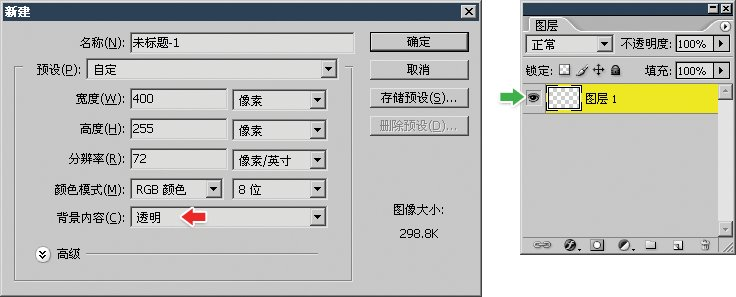 新建
名称(N): 未标题-1
确定
预设(P): 自定
取消
宽度(W): 400 像素
存储预设(S)...
高度(H): 255 像素
删除预设(D)...
分辨率(R): 72 像素/英寸
颜色模式(M): RGB 颜色 8 位
背景内容(C): 透明
图像大小:
298.8K
高级
图层
正常 不透明度: 100%
锁定: 填充: 100%
图层 1